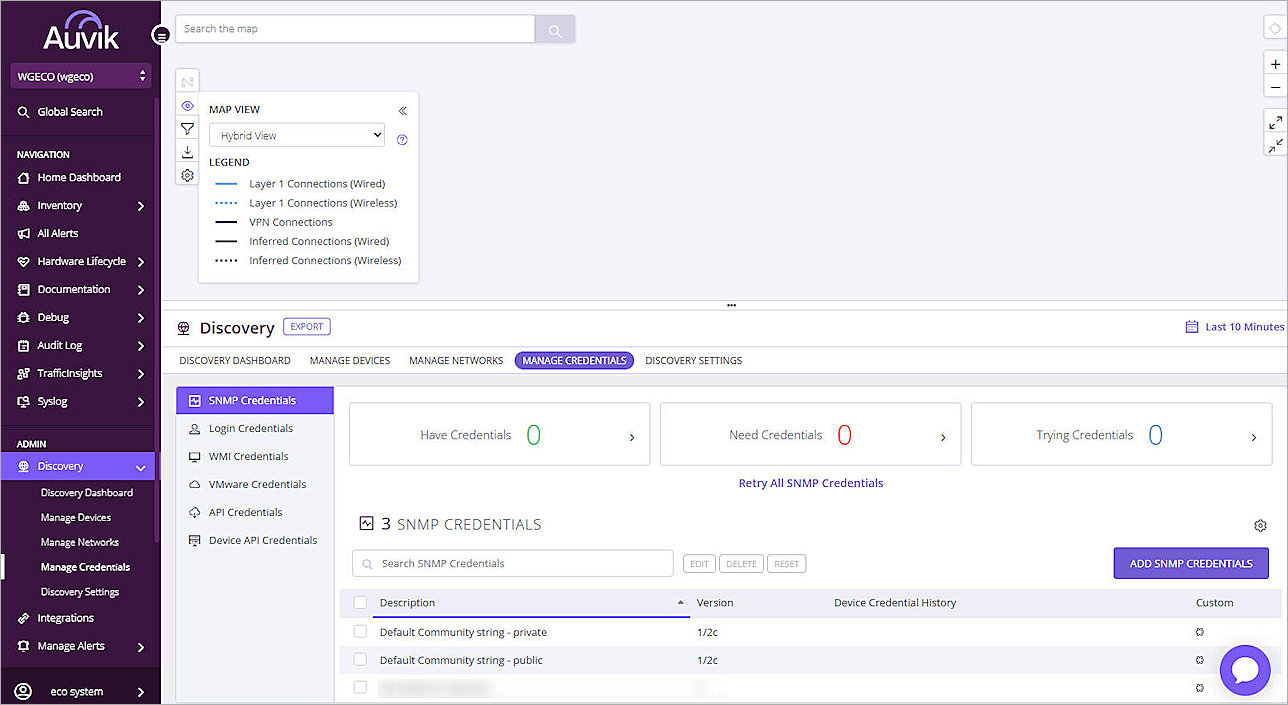 Auvik
WGECO (wgeco)
Global Search
NAVIGATION
Home Dashboard
Inventory
All Alerts
Hardware Lifecycle
Documentation
Debug
Audit Log
TrafficInsights
Syslog
ADMIN
Discovery
Discovery Dashboard
Manage Devices
Manage Networks
Manage Credentials
Discovery Settings
Integrations
Manage Alerts
eco system
Search the map
MAP VIEW
Hybrid View
LEGEND
Layer 1 Connections (Wired)
Layer 1 Connections (Wireless)
VPN Connections
Inferred Connections (Wired)
Inferred Connections (Wireless)
Discovery EXPORT Last 10 Minutes
DISCOVERY DASHBOARD MANAGE DEVICES MANAGE NETWORKS MANAGE CREDENTIALS DISCOVERY SETTINGS
SNMP Credentials
Login Credentials
WMI Credentials
VMware Credentials
API Credentials
Device API Credentials
Have Credentials 0 Need Credentials 0 Trying Credentials 0
Retry All SNMP Credentials
3 SNMP CREDENTIALS
Search SNMP Credentials EDIT DELETE RESET ADD SNMP CREDENTIALS
Description Version Device Credential History Custom
Default Community string - private 1/2c
Default Community string - public 1/2c